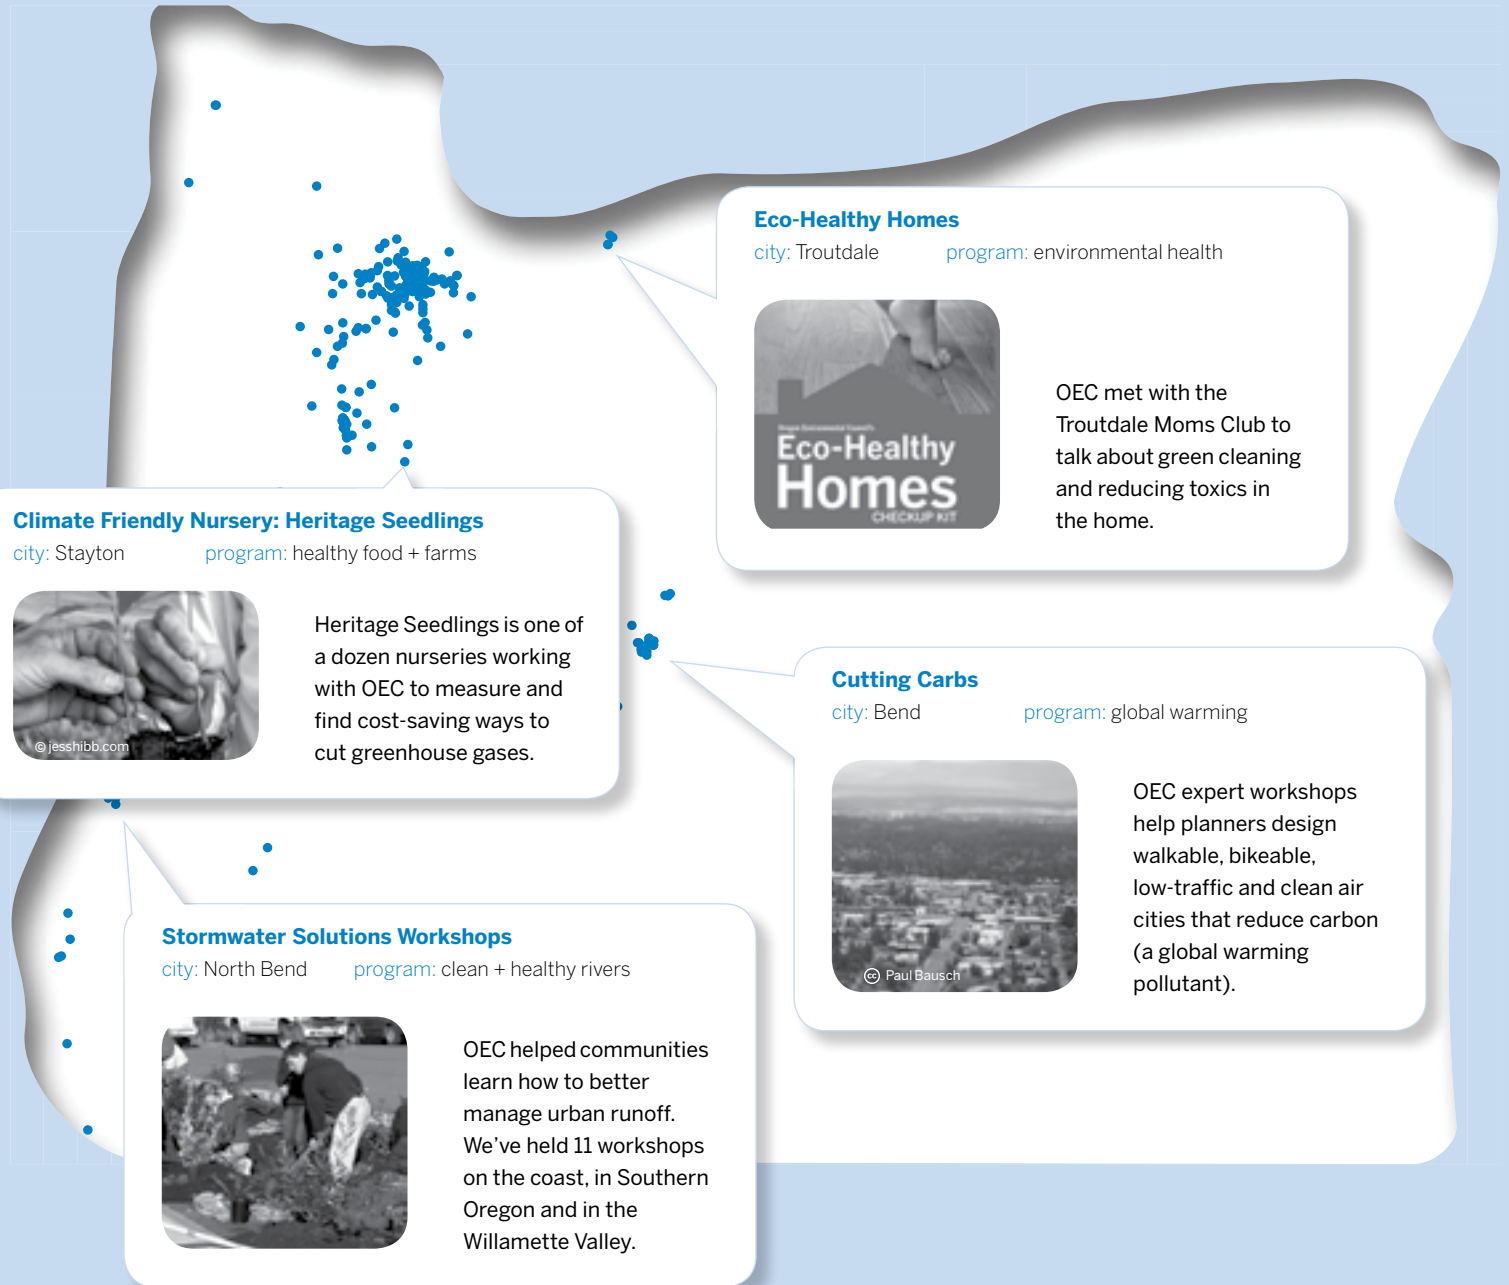 Eco-Healthy Homes
city: Troutdale program: environmental health
Eco-Healthy
Homes
CHECKUP KIT
OEC met with the
Troutdale Moms Club to
talk about green cleaning
and reducing toxics in
the home.
Climate Friendly Nursery: Heritage Seedlings
city: Stayton program: healthy food + farms
© jesshibb.com
Heritage Seedlings is one of
a dozen nurseries working
with OEC to measure and
find cost-saving ways to
cut greenhouse gases.
Cutting Carbs
city: Bend program: global warming
cc Paul Bausch
OEC expert workshops
help planners design
walkable, bikeable,
low-traffic and clean air
cities that reduce carbon
(a global warming
pollutant).
Stormwater Solutions Workshops
city: North Bend program: clean + healthy rivers
OEC helped communities
learn how to better
manage urban runoff.
We've held 11 workshops
on the coast, in Southern
Oregon and in the
Willamette Valley.